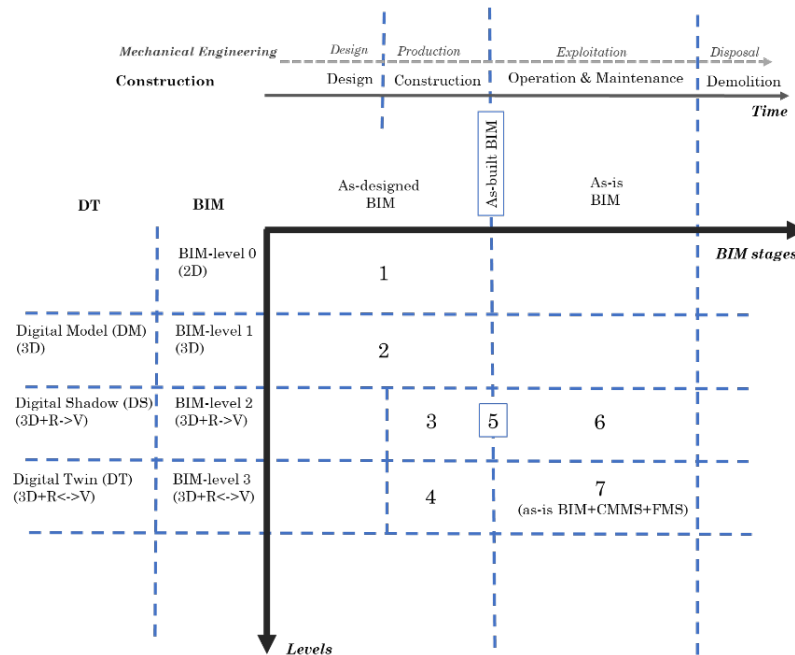 Mechanical Engineering
Design
Production
Exploitation
Disposal
Construction
Design
Construction
Operation & Maintenance
Demolition
Time
As-built BIM
As-designed
BIM
As-is
BIM
DT
BIM
BIM stages
BIM-level 0
(2D)
1
Digital Model (DM)
(3D)
BIM-level 1
(3D)
2
Digital Shadow (DS)
(3D+R->V)
BIM-level 2
(3D+R->V)
3
5
6
Digital Twin (DT)
(3D+R<->V)
BIM-level 3
(3D+R<->V)
4
7
(as-is BIM+CMMS+FMS)
Levels